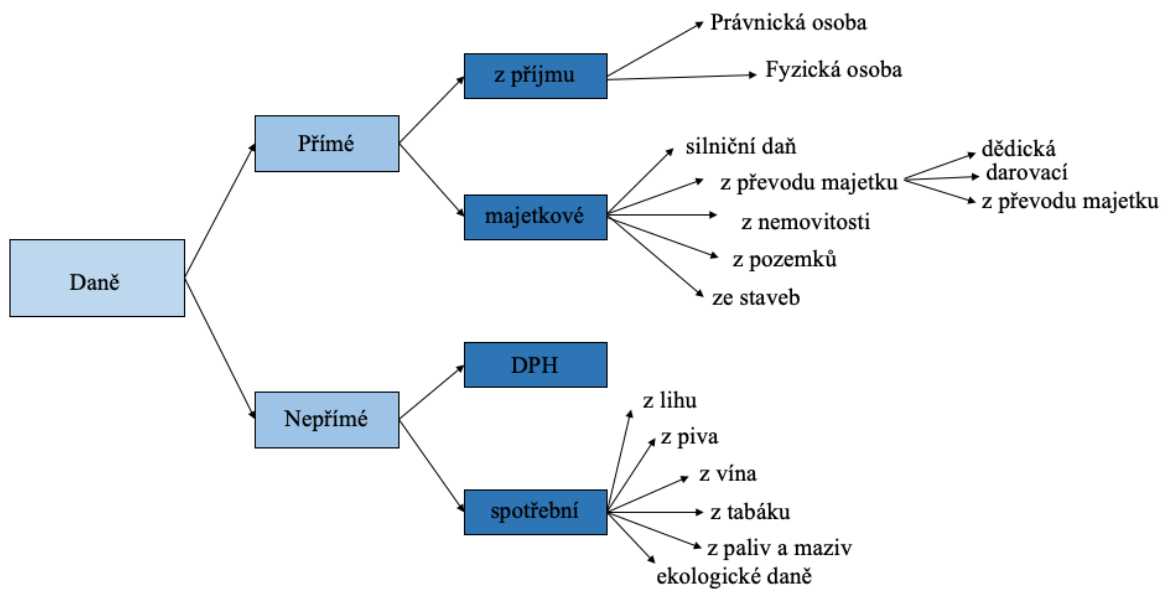 Daně
Přímé
z příjmu
Právnická osoba
Fyzická osoba
majetkové
silniční daň
z převodu majetku
dědická
darovací
z převodu majetku
z nemovitosti
z pozemků
ze staveb
Nepřímé
DPH
spotřební
z lihu
z piva
z vína
z tabáku
z paliv a maziv
ekologické daně